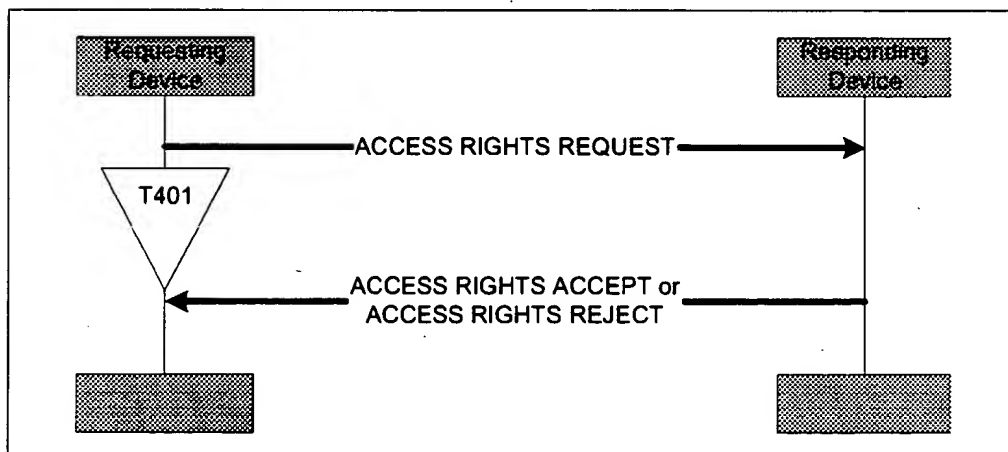 Requesting
Device
Responding
Device
ACCESS RIGHTS REQUEST
T401
ACCESS RIGHTS ACCEPT or
ACCESS RIGHTS REJECT